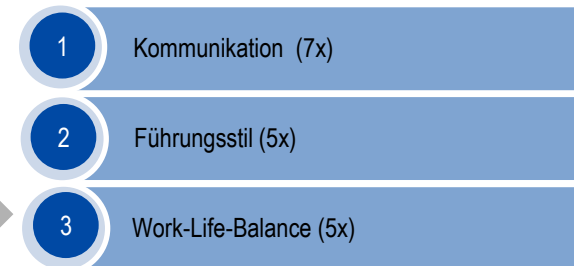 1 Kommunikation (7x)
2 Führungsstil (5x)
3 Work-Life-Balance (5x)